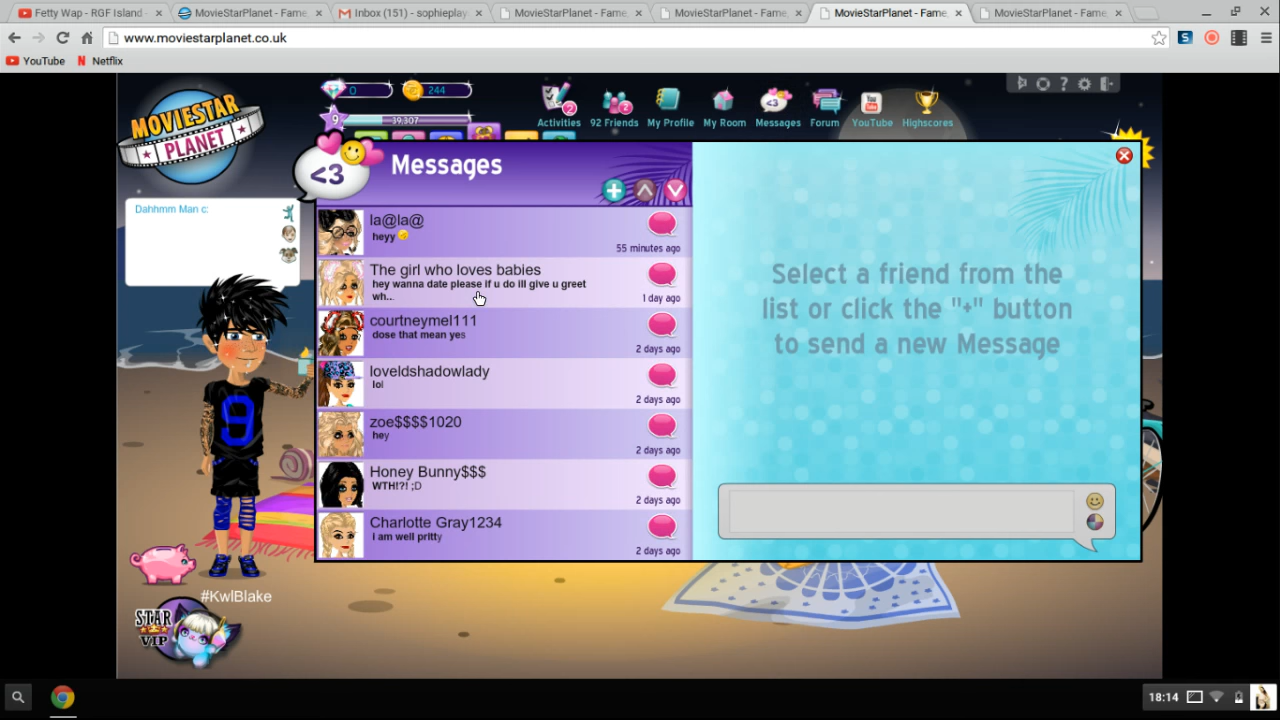 Fetty Wap - RGF Island -
MovieStarPlanet - Fame,
Inbox (151) - sophieplay
MovieStarPlanet - Fame,
MovieStarPlanet - Fame,
MovieStarPlanet - Fame,
MovieStarPlanet - Fame,
www.moviestarplanet.co.uk
YouTube
Netflix
MOVIESTAR
PLANET
0
244
9
39,307
2
2
<3
You
Tube
Activities
92 Friends
My Profile
My Room
Messages
Forum
YouTube
Highscores
<3
Messages
Dahhmm Man c:
la@la@
heyy
55 minutes ago
The girl who loves babies
hey wanna date please if u do ill give u greet
wh...
1 day ago
courtneymel111
dose that mean yes
2 days ago
loveldshadowlady
lol
2 days ago
zoe$$$$1020
hey
2 days ago
Honey Bunny$$$
WTH!?! ;D
2 days ago
Charlotte Gray1234
i am well pritty
2 days ago
Select a friend from the
list or click the "+" button
to send a new Message
9
#KwlBlake
STAR
VIP
18:14